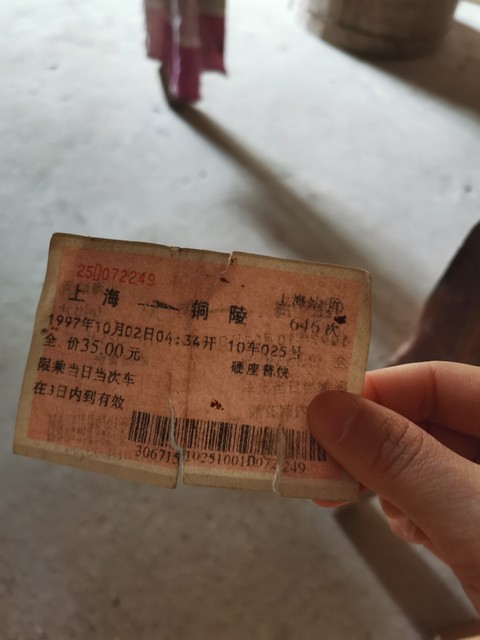 25D072249
上海站售
上海——铜陵 646次
1997年10月02日04:34开 10车025号
全价35.00元 硬座普快
限乘当日当次车
在3日内到有效